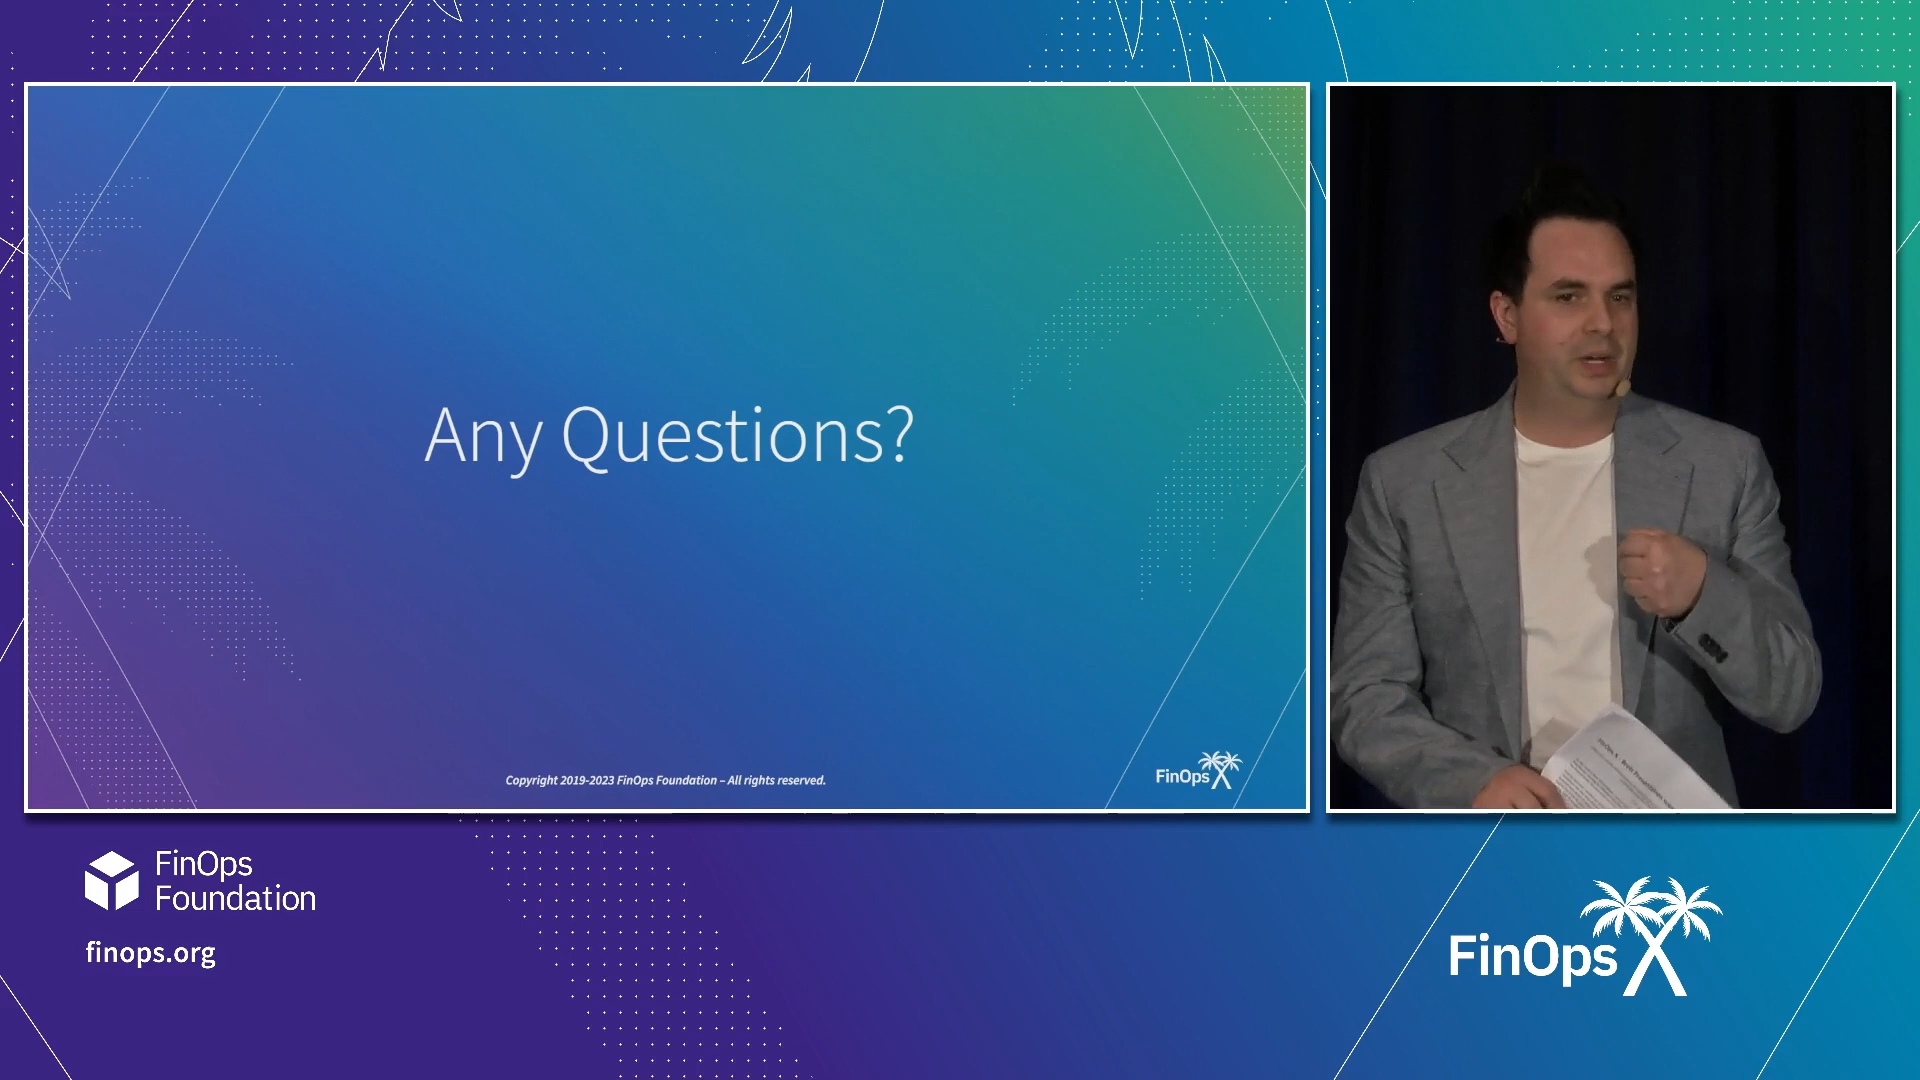 Any Questions?
Copyright 2019-2023 FinOps Foundation – All rights reserved.
FinOps X
FinOps
Foundation
finops.org
FinOps X